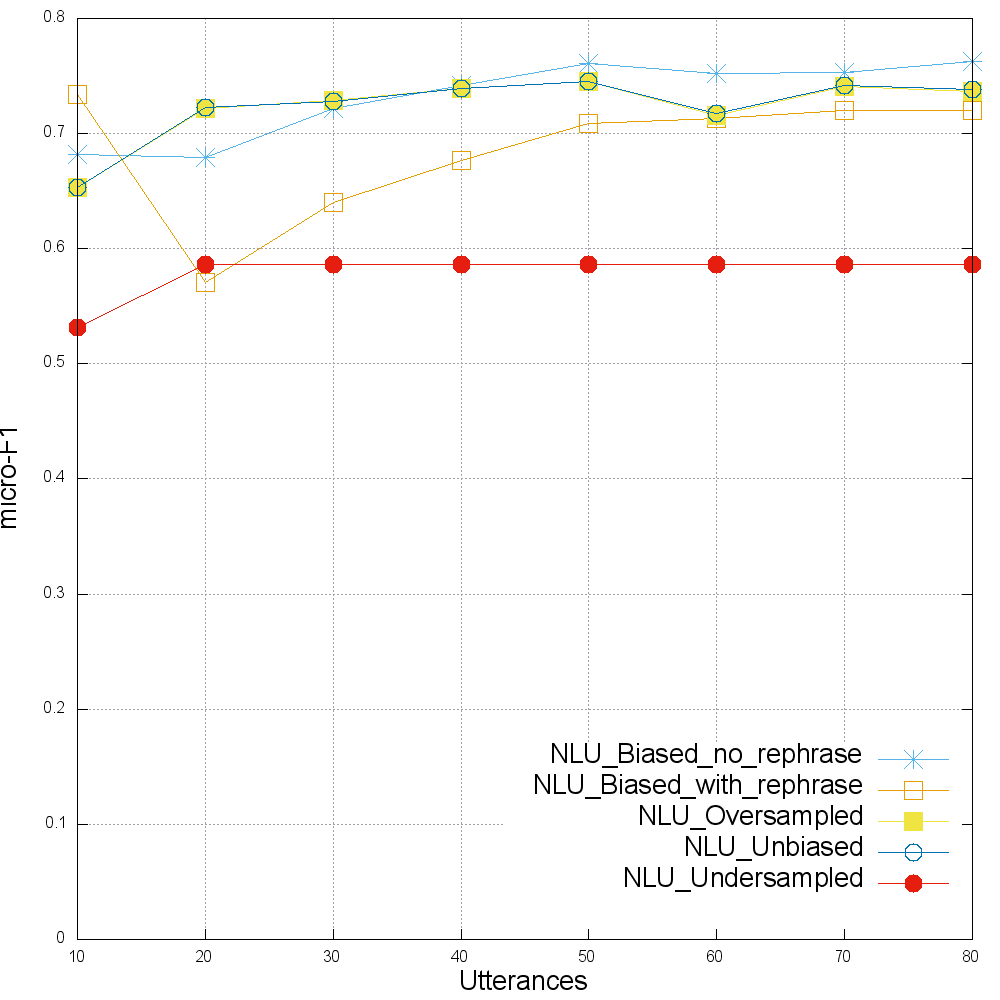 0.8
0.7
0.6
0.5
0.4
0.3
0.2
0.1
0
micro-F1
NLU_Biased_no_rephrase
NLU_Biased_with_rephrase
NLU_Oversampled
NLU_Unbiased
NLU_Undersampled
10 20 30 40 50 60 70 80
Utterances